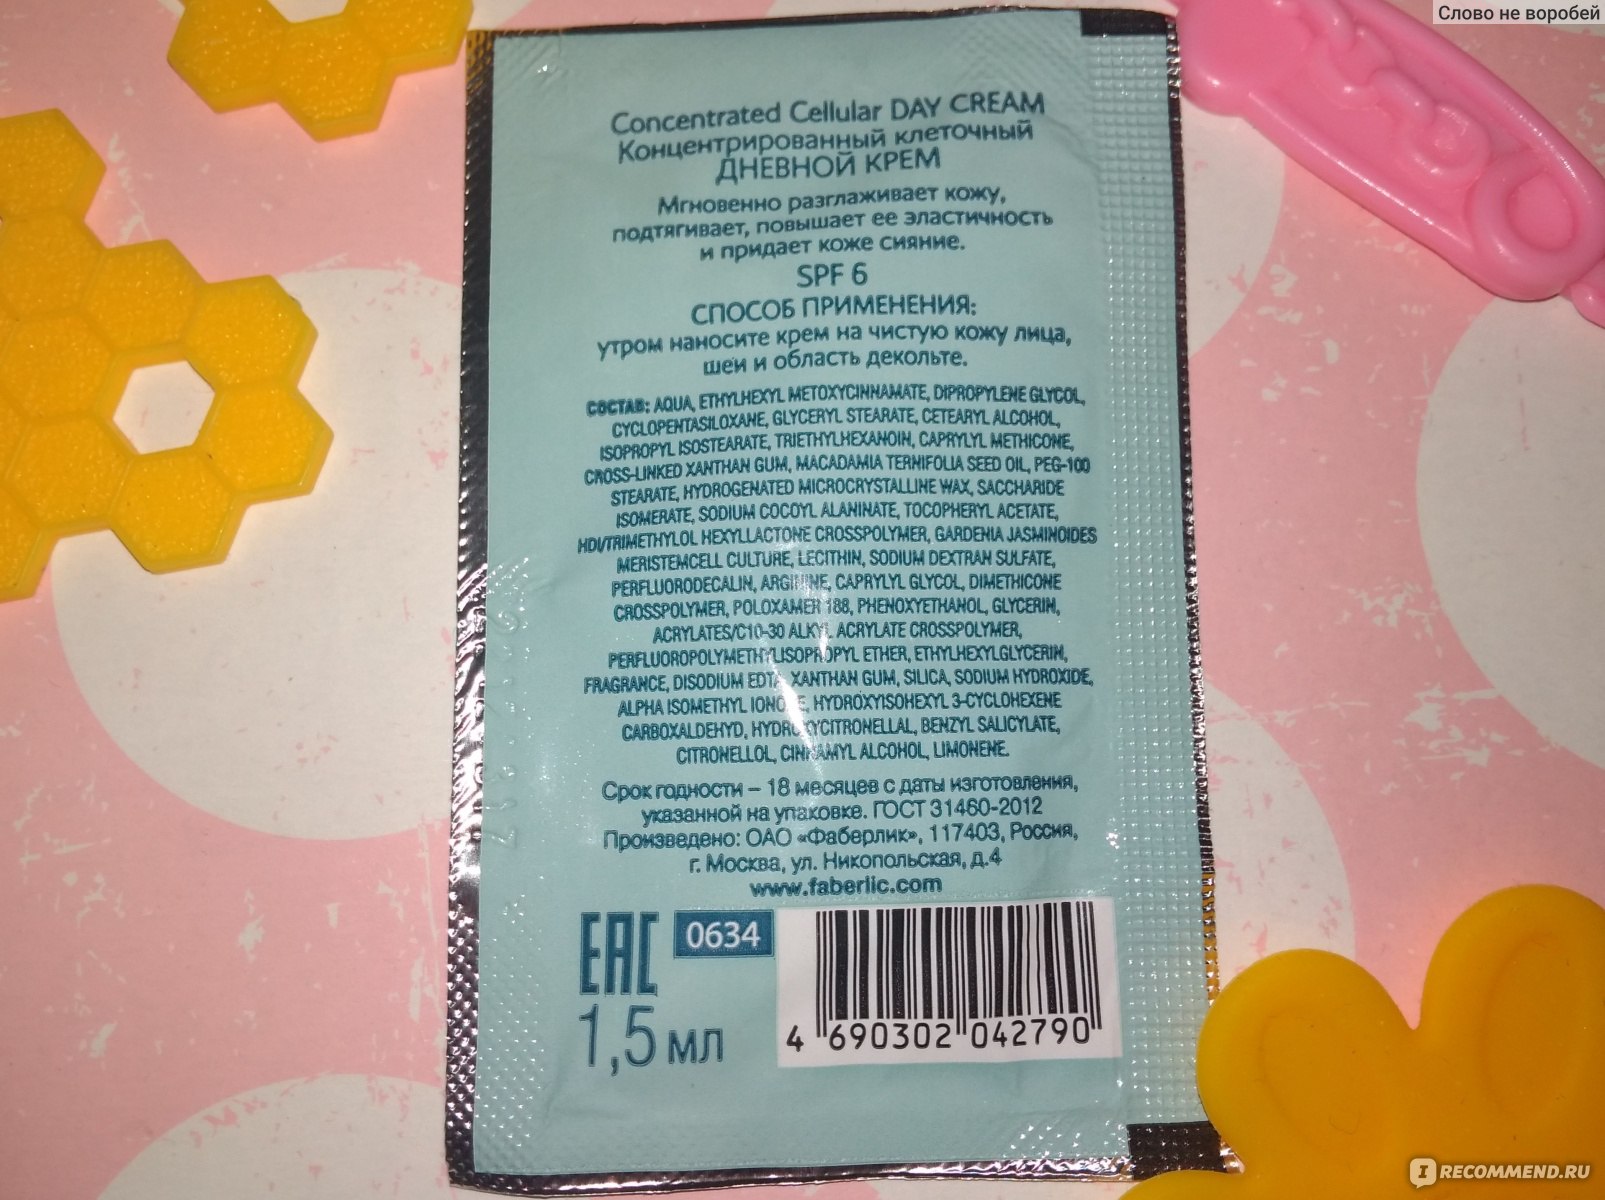 Слово не воробей
Concentrated Cellular DAY CREAM
Концентрированный клеточный
ДНЕВНОЙ КРЕМ
Мгновенно разглаживает кожу,
подтягивает, повышает ее эластичность
и придает коже сияние.
SPF 6
СПОСОБ ПРИМЕНЕНИЯ:
утром наносите крем на чистую кожу лица,
шеи и область декольте.
СОСТАВ: AQUA, ETHYLHEXYL METOXYCINNAMATE, DIPROPYLENE GLYCOL,
CYCLOPENTASILOXANE, GLYCERYL STEARATE, CETEARYL ALCOHOL,
ISOPROPYL ISOSTEARATE, TRIETHYLHEXANOIN, CAPRYLYL METHICONE,
CROSS-LINKED XANTHAN GUM, MACADAMIA TERNIFOLIA SEED OIL, PEG-100
STEARATE, HYDROGENATED MICROCRYSTALLINE WAX, SACCHARIDE
ISOMERATE, SODIUM COCOYL ALANINATE, TOCOPHERYL ACETATE,
HDI/TRIMETHYLOL HEXYLLACTONE CROSSPOLYMER, GARDENIA JASMINOIDES
MERISTEMCELL CULTURE, LECITHIN, SODIUM DEXTRAN SULFATE,
PERFLUORODECALIN, ARGININE, CAPRYLYL GLYCOL, DIMETHICONE
CROSSPOLYMER, POLOXAMER 188, PHENOXYETHANOL, GLYCERIN,
ACRYLATES/C10-30 ALKYL ACRYLATE CROSSPOLYMER,
PERFLUOROPOLYMETHYLISOPROPYL ETHER, ETHYLHEXYLGLYCERIN,
FRAGRANCE, DISODIUM EDTA, XANTHAN GUM, SILICA, SODIUM HYDROXIDE,
ALPHA ISOMETHYL IONONE, HYDROXYISOHEXYL 3-CYCLOHEXENE
CARBOXALDEHYD, HYDROXYCITRONELLAL, BENZYL SALICYLATE,
CITRONELLOL, CINNAMYL ALCOHOL, LIMONENE.
Срок годности – 18 месяцев с даты изготовления,
указанной на упаковке. ГОСТ 31460-2012
Произведено: ОАО «Фаберлик», 117403, Россия,
г. Москва, ул. Никопольская, д.4
www.faberlic.com
EAC 0634
1,5 мл
4 690302 042790
IRECOMMEND.RU